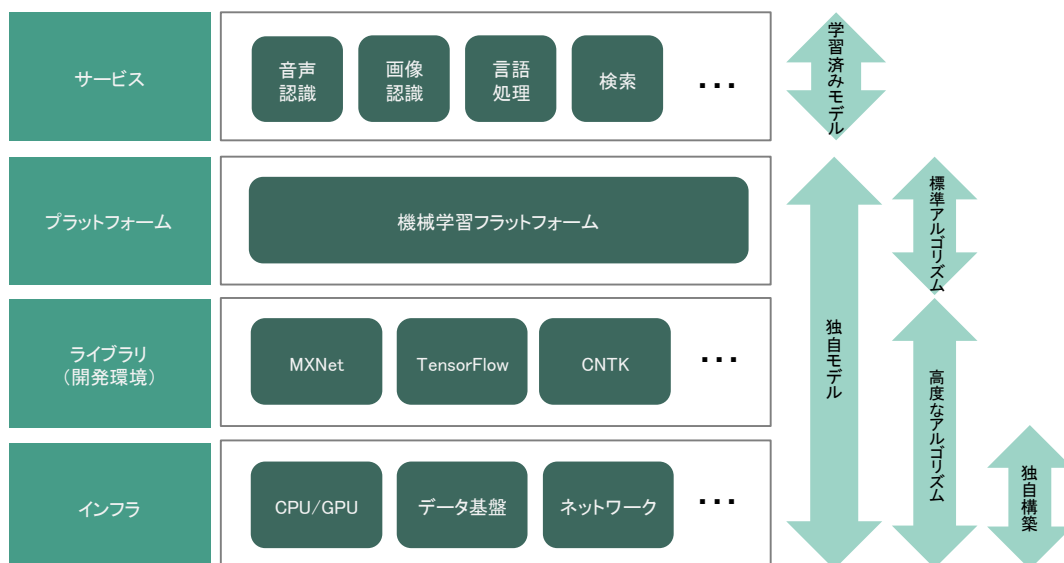 サービス
音声
認識
画像
認識
言語
処理
検索
...
学習済みモデル
プラットフォーム
機械学習フラットフォーム
標準アルゴリズム
独自モデル
ライブラリ
（開発環境）
MXNet
TensorFlow
CNTK
...
高度なアルゴリズム
インフラ
CPU/GPU
データ基盤
ネットワーク
...
独自構築